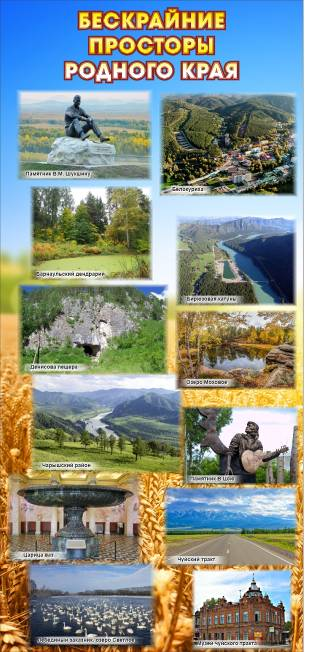 БЕСКРАЙНИЕ
ПРОСТОРЫ
РОДНОГО КРАЯ
Памятник В.М. Шукшину
Белокуриха
Барнаульский дендрарий
Бирюзовая катунь
Денисова пещера
Озеро Моховое
Чарышский район
Памятник В.Цой
Царица ваз
Чуйский тракт
Лебединый заказник, озеро Светлое
Музей Чуйского тракта